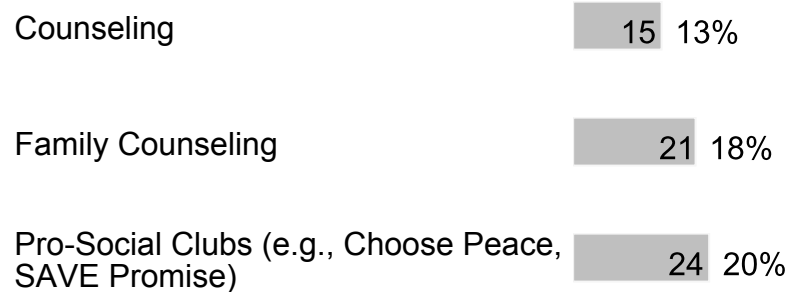 Counseling 15 13%
Family Counseling 21 18%
Pro-Social Clubs (e.g., Choose Peace,
SAVE Promise) 24 20%